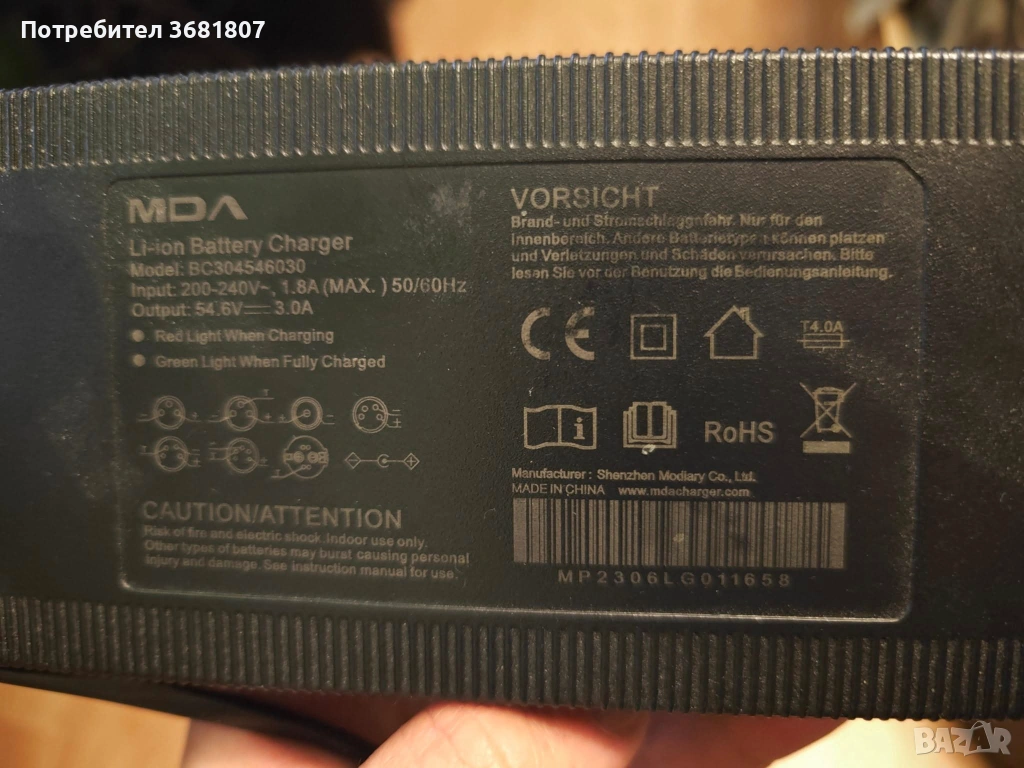 Потребител 3681807
MDA
Li-ion Battery Charger
Model: BC304546030
Input: 200-240V~, 1.8A (MAX. ) 50/60Hz
Output: 54.6V 3.0A
Red Light When Charging
Green Light When Fully Charged
CAUTION/ATTENTION
Risk of fire and electric shock. Indoor use only.
Other types of batteries may burst causing personal
injury and damage. See instruction manual for use.
VORSICHT
Brand- und Stromschlaggefahr. Nur für den
Innenbereich. Andere Batterietypen können platzen
und Verletzungen und Schäden verursachen. Bitte
lesen Sie vor der Benutzung die Bedienungsanleitung.
CE
T4.0A
RoHS
Manufacturer: Shenzhen Modiary Co., Ltd.
MADE IN CHINA www.mdacharger.com
MP2306LG011658
BAZAR